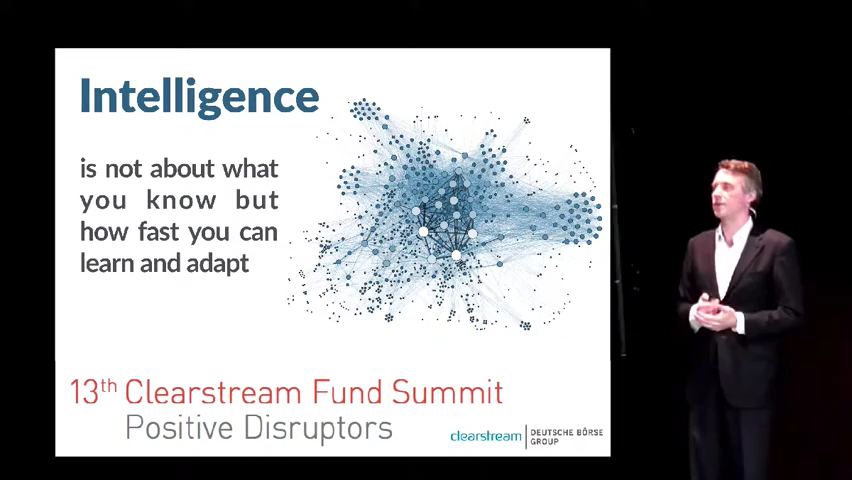 Intelligence
is not about what
you know but
how fast you can
learn and adapt
13th Clearstream Fund Summit
Positive Disruptors
clearstream
DEUTSCHE BÖRSE
GROUP